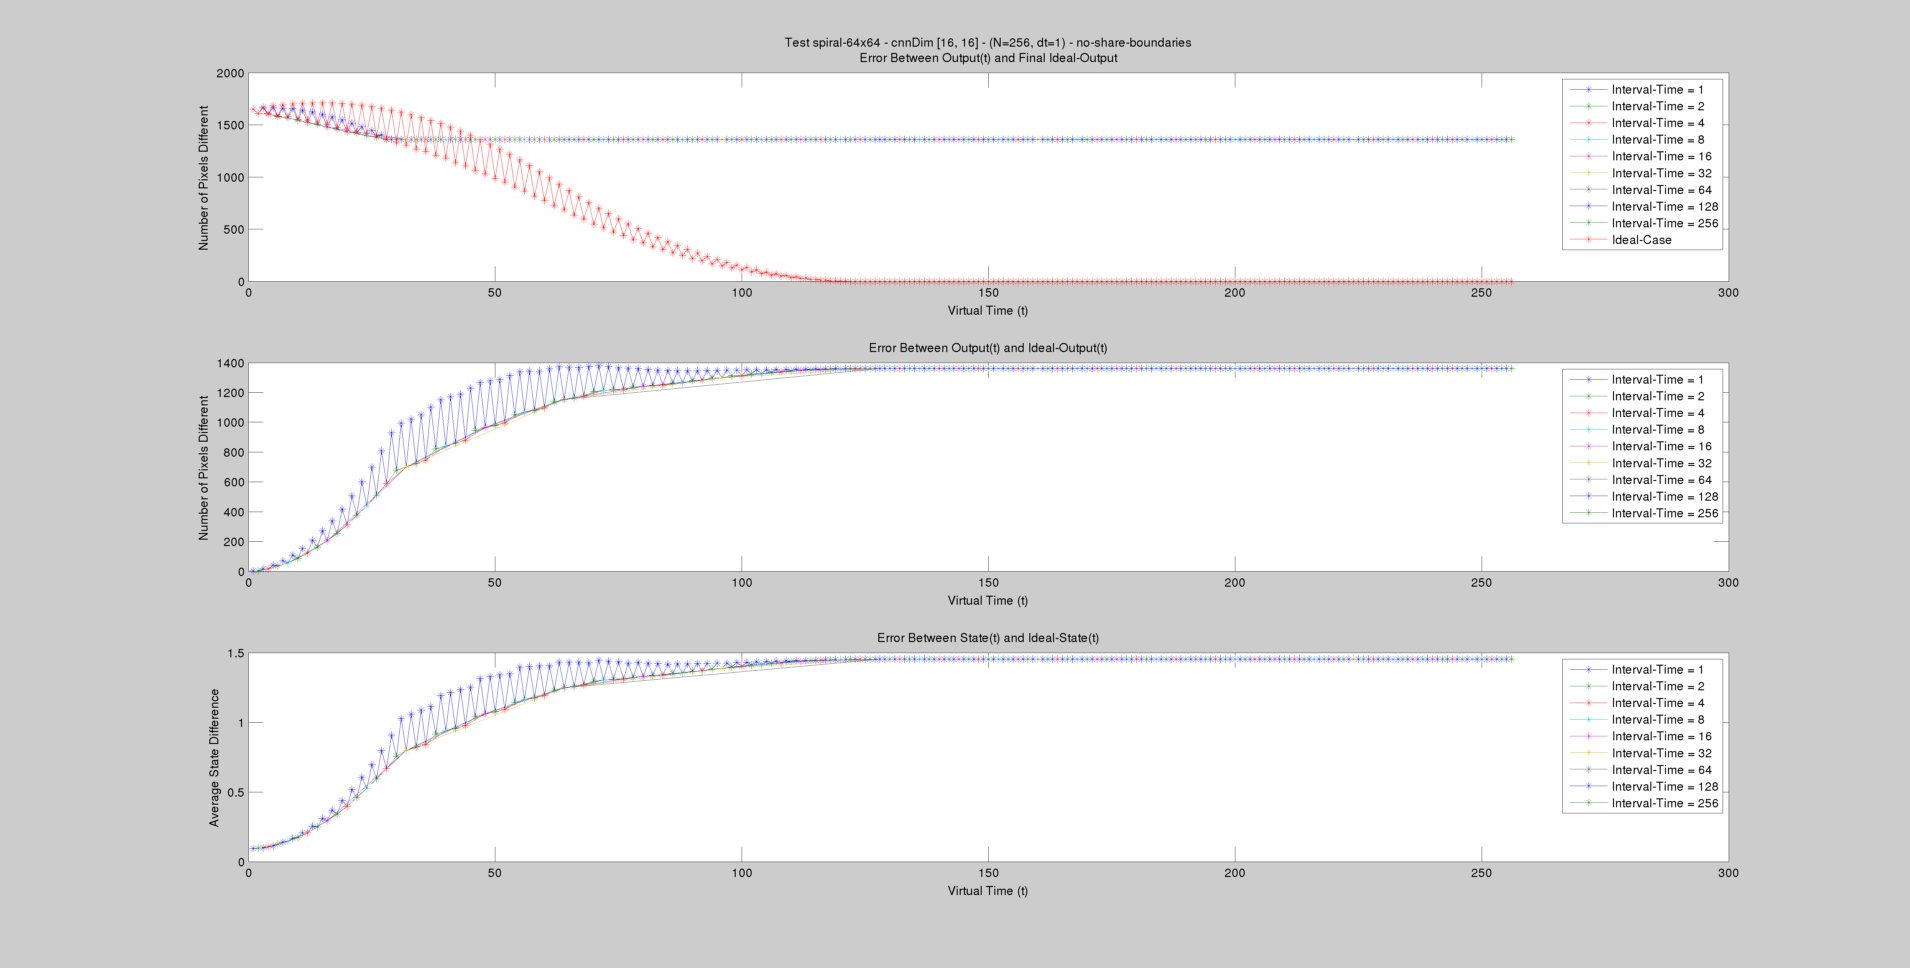 Test spiral-64x64 - cnnDim [16, 16] - (N=256, dt=1) - no-share-boundaries
Error Between Output(t) and Final Ideal-Output
Number of Pixels Different
2000
1500
1000
500
0
0
50
100
150
200
250
300
Virtual Time (t)
Interval-Time = 1
Interval-Time = 2
Interval-Time = 4
Interval-Time = 8
Interval-Time = 16
Interval-Time = 32
Interval-Time = 64
Interval-Time = 128
Interval-Time = 256
Ideal-Case
Error Between Output(t) and Ideal-Output(t)
Number of Pixels Different
1400
1200
1000
800
600
400
200
0
0
50
100
150
200
250
300
Virtual Time (t)
Interval-Time = 1
Interval-Time = 2
Interval-Time = 4
Interval-Time = 8
Interval-Time = 16
Interval-Time = 32
Interval-Time = 64
Interval-Time = 128
Interval-Time = 256
Error Between State(t) and Ideal-State(t)
Average State Difference
1.5
1
0.5
0
0
50
100
150
200
250
300
Virtual Time (t)
Interval-Time = 1
Interval-Time = 2
Interval-Time = 4
Interval-Time = 8
Interval-Time = 16
Interval-Time = 32
Interval-Time = 64
Interval-Time = 128
Interval-Time = 256